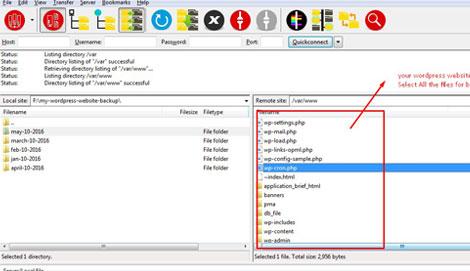 File Edit View Transfer Server Bookmarks Help
Host: Username: Password: Port: Quickconnect
Status: Listing directory /var
Status: Directory listing of "/var" successful
Status: Retrieving directory listing of "/var/www"...
Status: Listing directory /var/www
Status: Directory listing of "/var/www" successful
your wordpress website
Select All the files for b
Local site: F:\my-wordpress-website-backup\
Remote site: /var/www
Filename Filesize Filetype
Filename
..
may-10-2016 File folder
march-10-2016 File folder
feb-10-2016 File folder
jan-10-2016 File folder
april-10-2016 File folder
wp-settings.php
wp-mail.php
wp-load.php
wp-links-opml.php
wp-config-sample.php
wp-cron.php
~index.html
application_brief_html
banners
pma
db_file
wp-includes
wp-content
wp-admin
Selected 1 directory.
Selected 1 file. Total size: 2,956 bytes